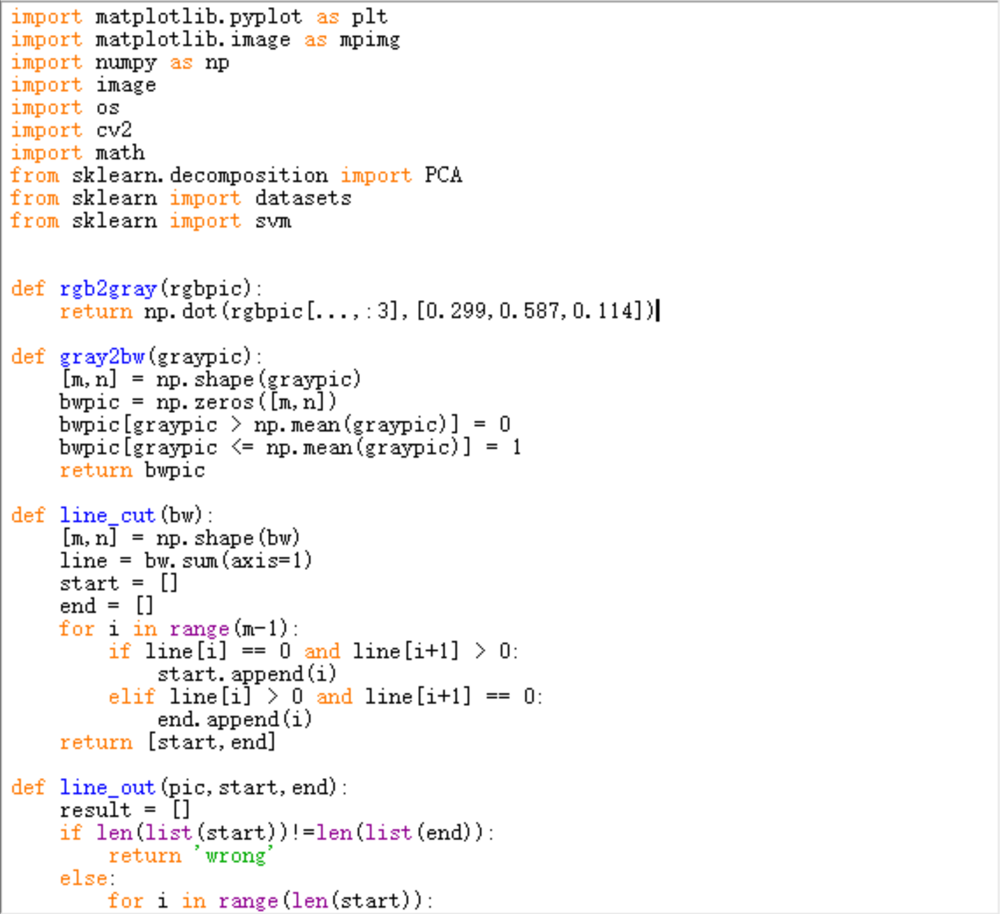 import matplotlib.pyplot as plt
import matplotlib.image as mpimg
import numpy as np
import image
import os
import cv2
import math
from sklearn.decomposition import PCA
from sklearn import datasets
from sklearn import svm
def rgb2gray(rgbpic):
    return np.dot(rgbpic[...,:3],[0.299,0.587,0.114])
def gray2bw(graypic):
    [m,n] = np.shape(graypic)
    bwpic = np.zeros([m,n])
    bwpic[graypic > np.mean(graypic)] = 0
    bwpic[graypic <= np.mean(graypic)] = 1
    return bwpic
def line_cut(bw):
    [m,n] = np.shape(bw)
    line = bw.sum(axis=1)
    start = []
    end = []
    for i in range(m-1):
        if line[i] == 0 and line[i+1] > 0:
            start.append(i)
        elif line[i] > 0 and line[i+1] == 0:
            end.append(i)
    return [start,end]
def line_out(pic,start,end):
    result = []
    if len(list(start))!=len(list(end)):
        return 'wrong'
    else:
        for i in range(len(start)):